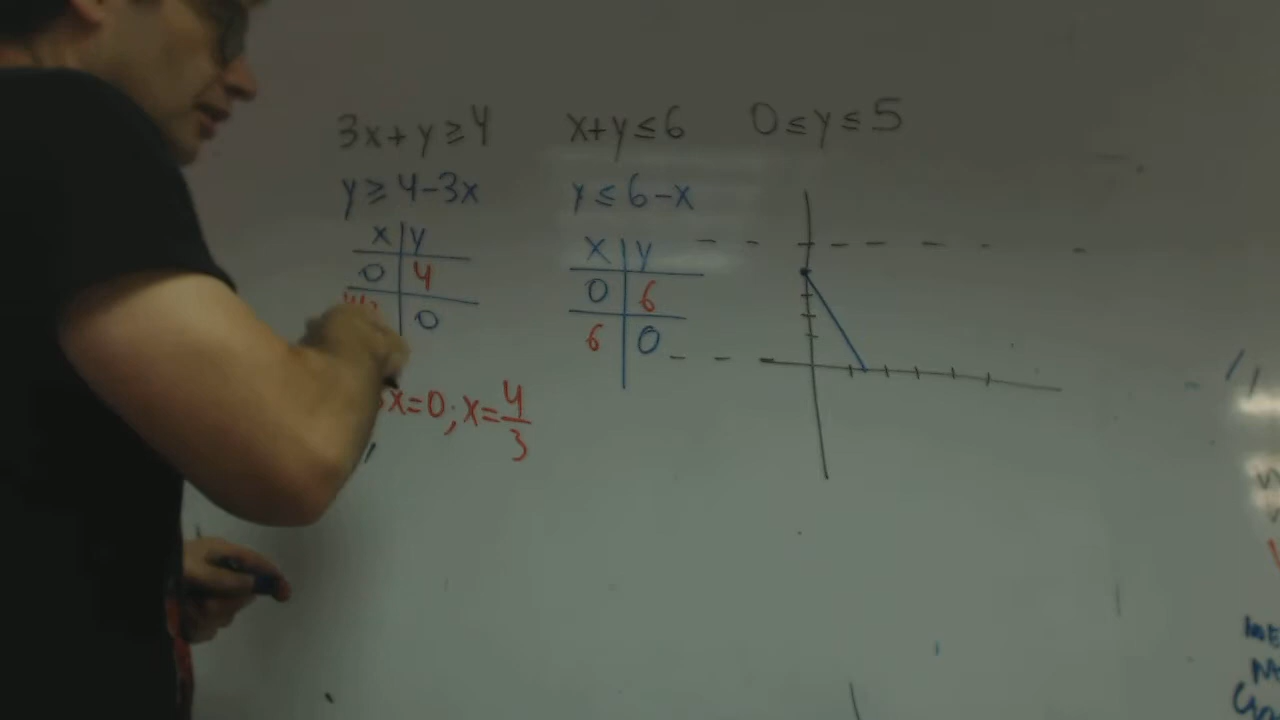 3x+y≥4 x+y≤6 0≤y≤5
y≥4-3x y≤6-x
x y
0 4
0
x y
0 6
6 0
x=0; x=4/3